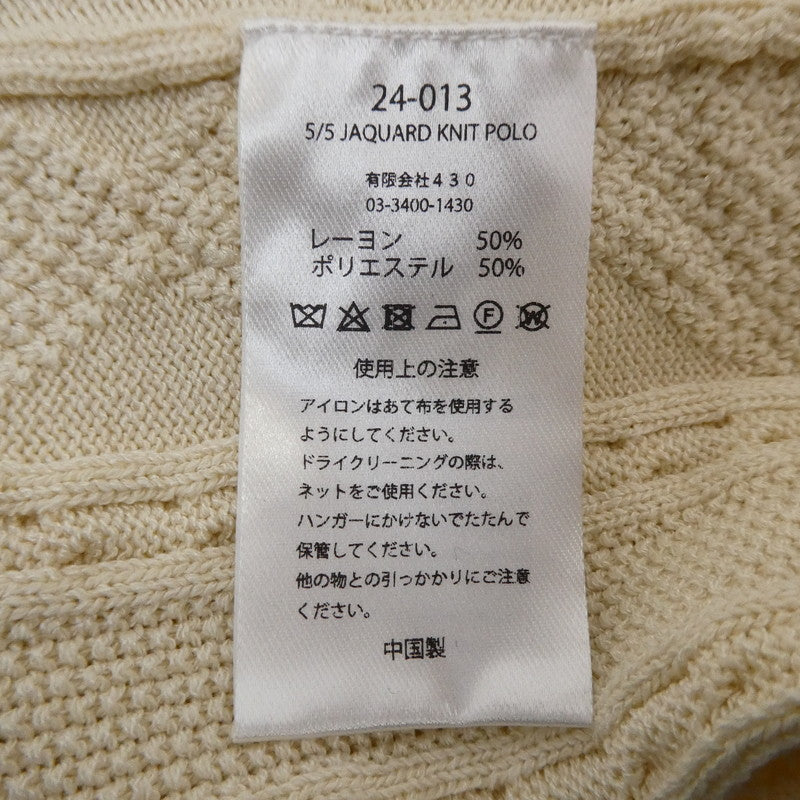 24-013
5/5 JAQUARD KNIT POLO
有限会社４３０
03-3400-1430
レーヨン 50%
ポリエステル 50%
F W
使用上の注意
アイロンはあて布を使用する
ようにしてください。
ドライクリーニングの際は、
ネットをご使用ください。
ハンガーにかけないでたたんで
保管してください。
他の物との引っかかりにご注意
ください。
中国製